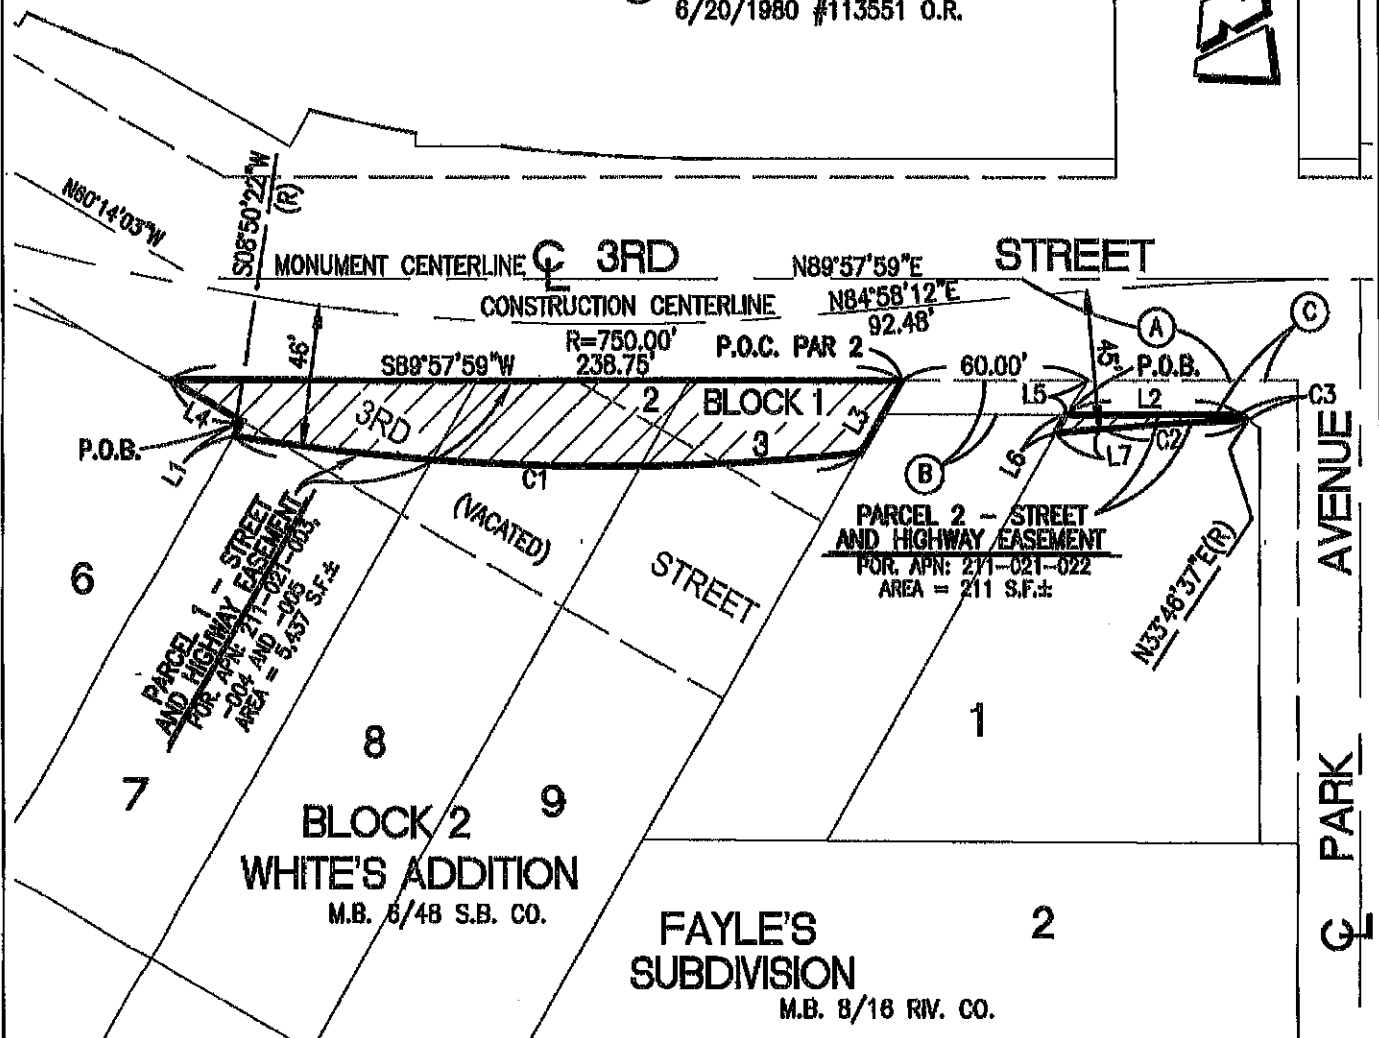 6/20/1980 #113551 O.R.
N60°14'03"W
S08°50'22"W
(R)
MONUMENT CENTERLINE
℄ 3RD
N89°57'59"E
STREET
CONSTRUCTION CENTERLINE
N84°58'12"E
92.48'
R=750.00'
S89°57'59"W
238.75'
P.O.C. PAR 2
A
C
46'
45'
60.00'
P.O.B.
L5
L2
C3
L4
3RD
2
BLOCK 1
L3
3
P.O.B.
L1
C1
L6
L7
C2
B
(VACATED)
STREET
PARCEL 2 - STREET
AND HIGHWAY EASEMENT
POR. APN: 211-021-022
AREA = 211 S.F.±
N33°46'37"E(R)
PARCEL 1 - STREET
AND HIGHWAY EASEMENT
POR. APN: 211-021-003,
-004 AND -005
AREA = 5,437 S.F.±
6
7
8
9
1
2
BLOCK 2
WHITE'S ADDITION
M.B. 6/48 S.B. CO.
FAYLE'S
SUBDIVISION
M.B. 8/16 RIV. CO.
℄ PARK AVENUE